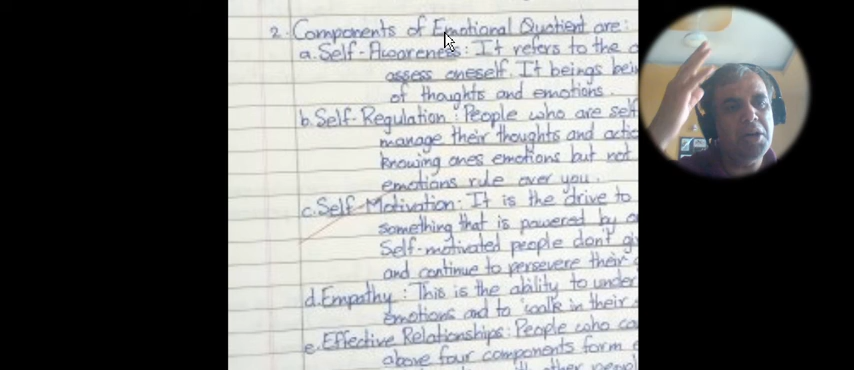 2. Components of Emotional Quotient are:
a. Self-Awareness: It refers to the
assess oneself. It beings
of thoughts and emotions.
b. Self-Regulation: People who are self
manage their thoughts and
knowing ones emotions but not
emotions rule over you.
c. Self-Motivation: It is the drive to
something that is powered by
Self-motivated people don't
and continue to persevere their
d. Empathy: This is the ability to under
emotions and to 'walk in their
e. Effective Relationships: People who
above four components form
other